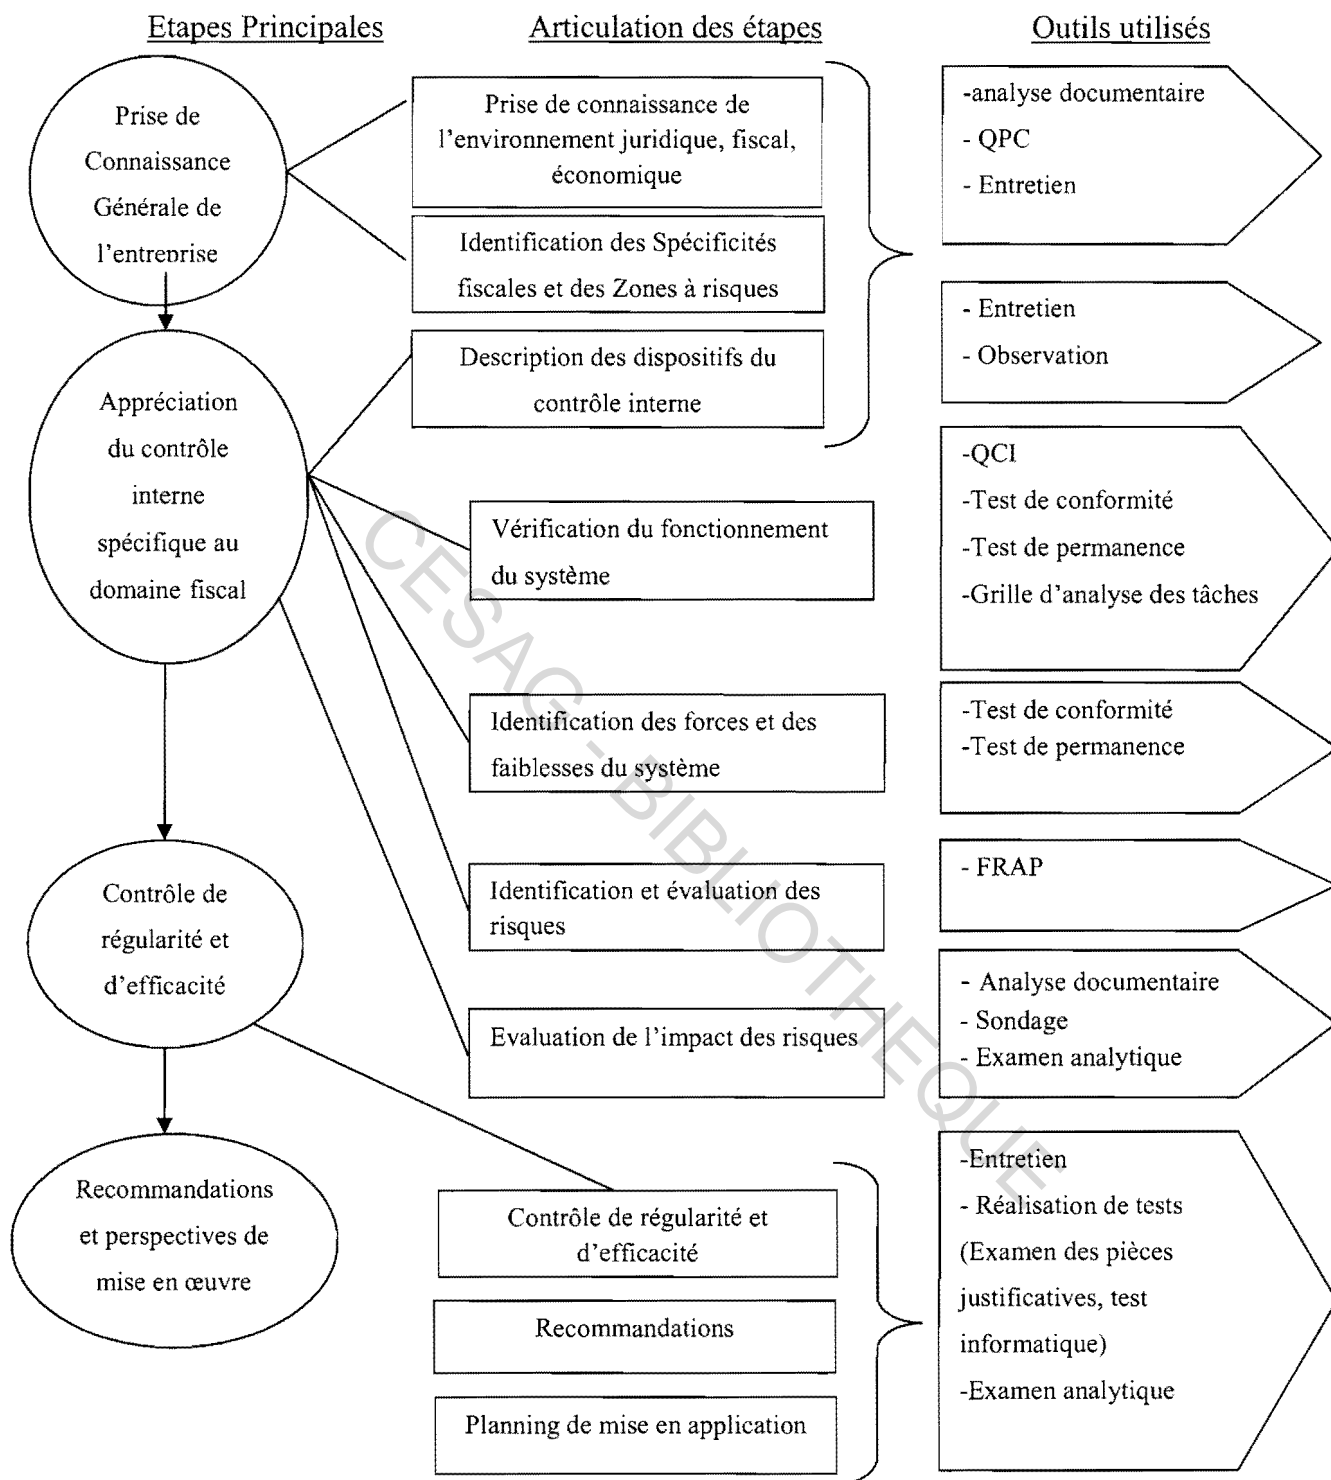 Etapes Principales
Articulation des étapes
Outils utilisés
Prise de
Connaissance
Générale de
l'entreprise
Appréciation
du contrôle
interne
spécifique au
domaine fiscal
Contrôle de
régularité et
d'efficacité
Recommandations
et perspectives de
mise en œuvre
Prise de connaissance de
l'environnement juridique, fiscal,
économique
Identification des Spécificités
fiscales et des Zones à risques
Description des dispositifs du
contrôle interne
Vérification du fonctionnement
du système
Identification des forces et des
faiblesses du système
Identification et évaluation des
risques
Evaluation de l'impact des risques
Contrôle de régularité et
d'efficacité
Recommandations
Planning de mise en application
-analyse documentaire
- QPC
- Entretien
- Entretien
- Observation
-QCI
-Test de conformité
-Test de permanence
-Grille d'analyse des tâches
-Test de conformité
-Test de permanence
- FRAP
- Analyse documentaire
- Sondage
- Examen analytique
-Entretien
- Réalisation de tests
(Examen des pièces
justificatives, test
informatique)
-Examen analytique
CESAG - BIBLIOTHEQUE